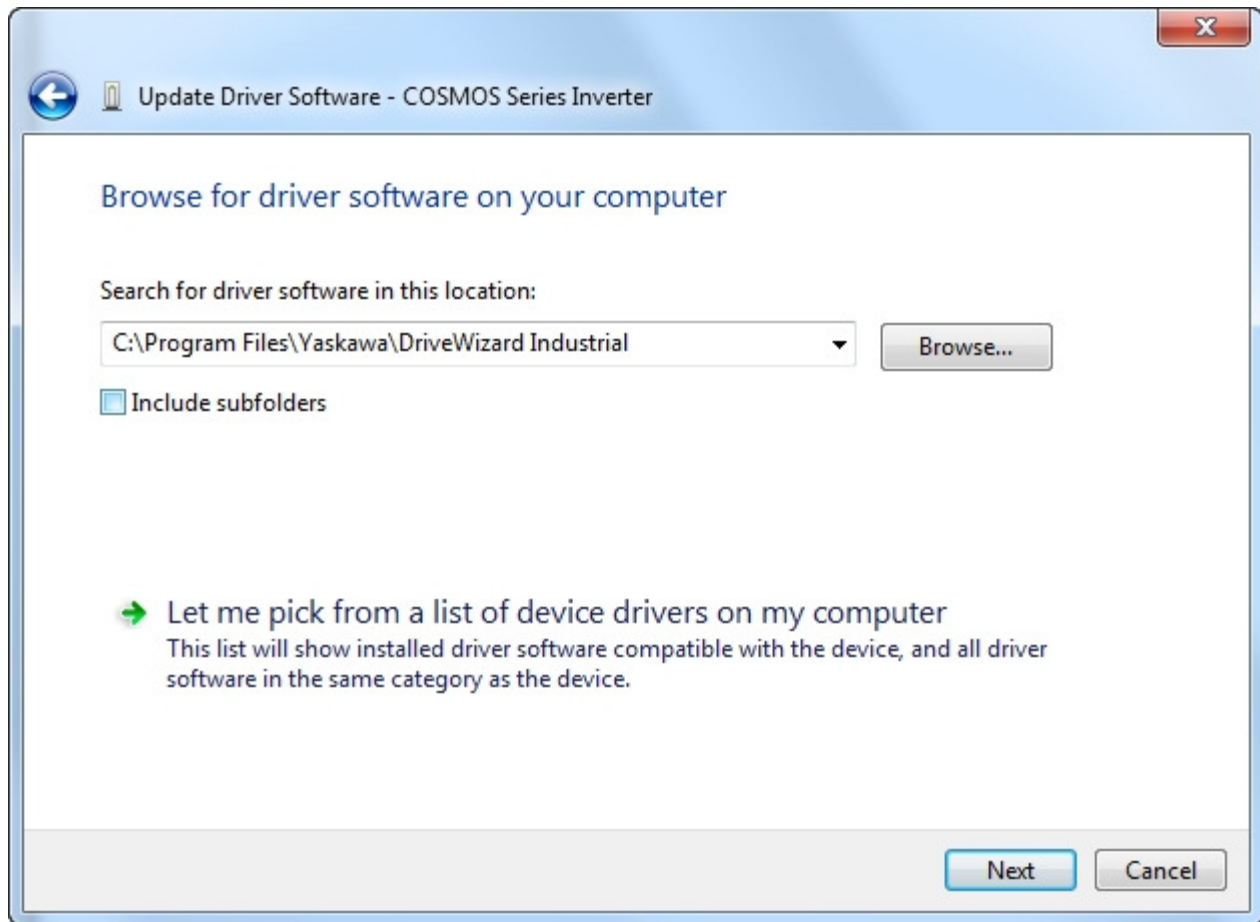 Update Driver Software - COSMOS Series Inverter
Browse for driver software on your computer
Search for driver software in this location:
C:\Program Files\Yaskawa\DriveWizard Industrial
Browse...
Include subfolders
Let me pick from a list of device drivers on my computer
This list will show installed driver software compatible with the device, and all driver
software in the same category as the device.
Next
Cancel